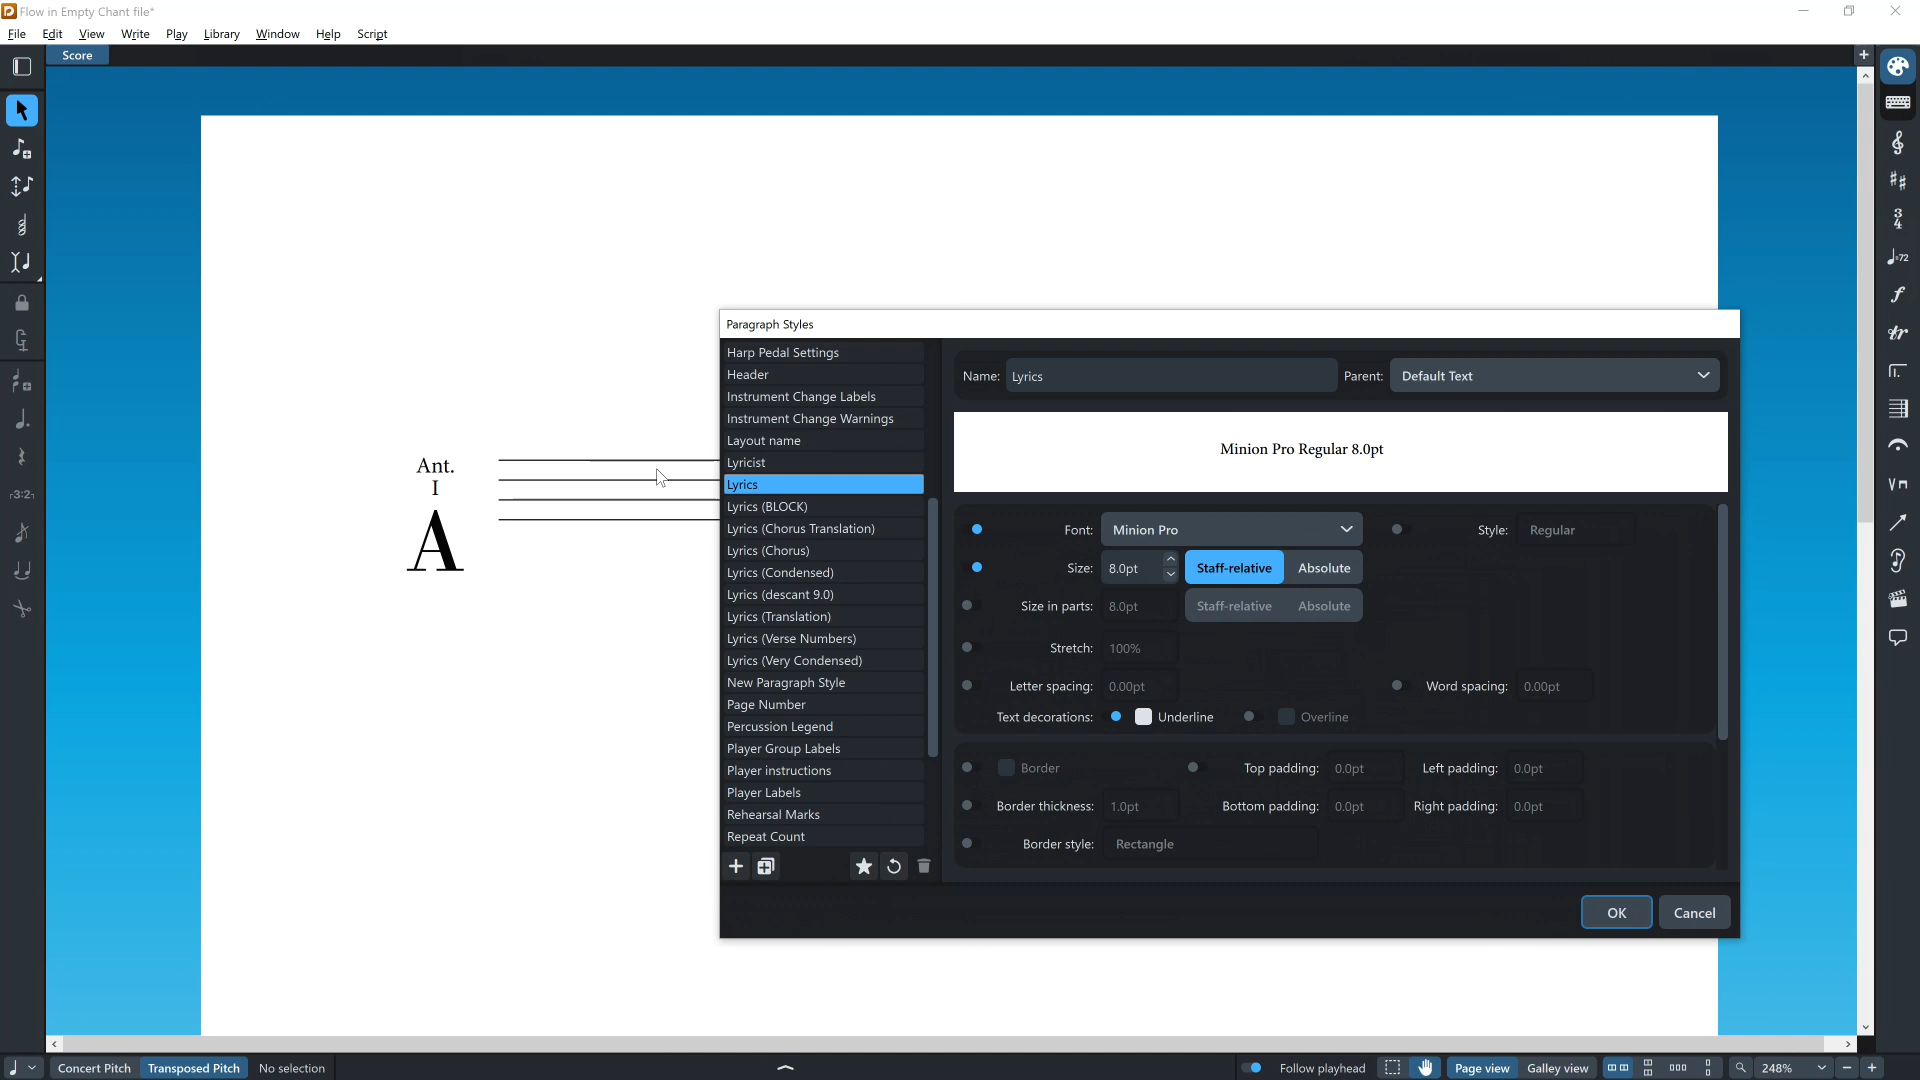 Flow in Empty Chant file*
File Edit View Write Play Library Window Help Script
Score
Ant.
I
A
Paragraph Styles
Harp Pedal Settings
Header
Instrument Change Labels
Instrument Change Warnings
Layout name
Lyricist
Lyrics
Lyrics (BLOCK)
Lyrics (Chorus Translation)
Lyrics (Chorus)
Lyrics (Condensed)
Lyrics (descant 9.0)
Lyrics (Translation)
Lyrics (Verse Numbers)
Lyrics (Very Condensed)
New Paragraph Style
Page Number
Percussion Legend
Player Group Labels
Player instructions
Player Labels
Rehearsal Marks
Repeat Count
Name: Lyrics Parent: Default Text
Minion Pro Regular 8.0pt
Font: Minion Pro Style: Regular
Size: 8.0pt Staff-relative Absolute
Size in parts: 8.0pt Staff-relative Absolute
Stretch: 100%
Letter spacing: 0.00pt Word spacing: 0.00pt
Text decorations: Underline Overline
Border Top padding: 0.0pt Left padding: 0.0pt
Border thickness: 1.0pt Bottom padding: 0.0pt Right padding: 0.0pt
Border style: Rectangle
OK Cancel
Concert Pitch Transposed Pitch No selection Follow playhead Page view Galley view 248%